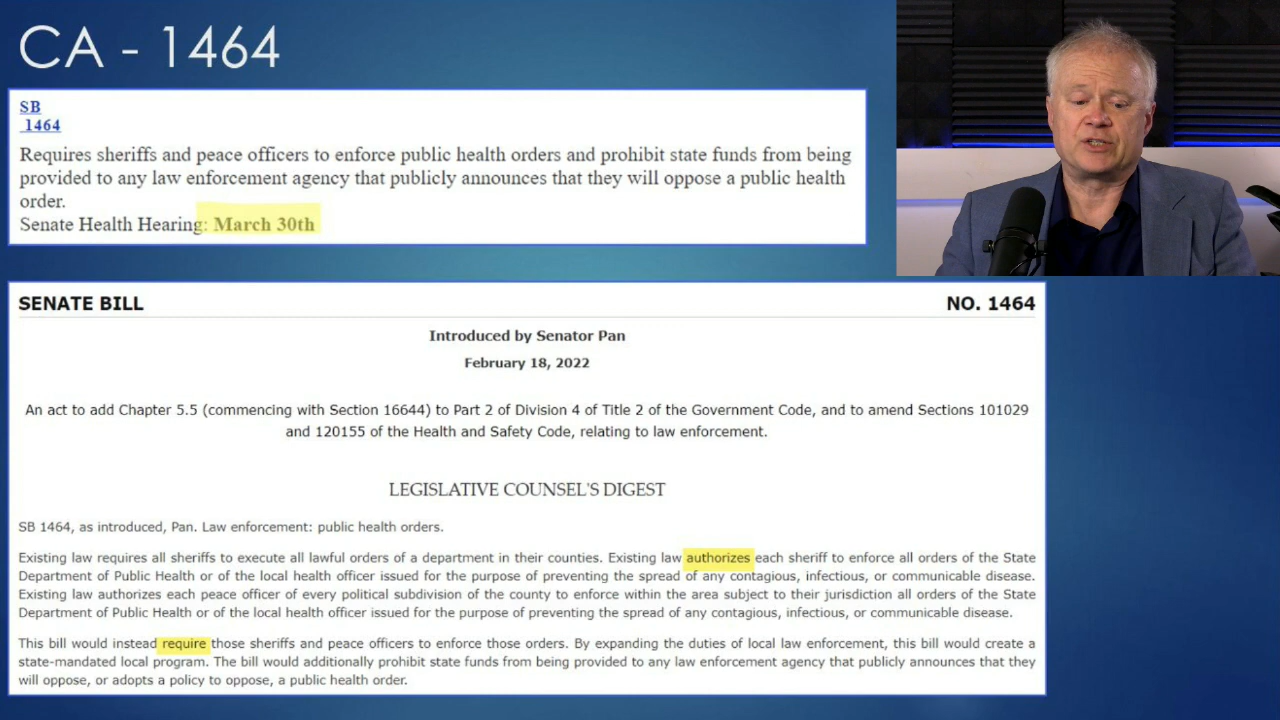 CA - 1464
SB
1464
Requires sheriffs and peace officers to enforce public health orders and prohibit state funds from being
provided to any law enforcement agency that publicly announces that they will oppose a public health
order.
Senate Health Hearing: March 30th
SENATE BILL NO. 1464
Introduced by Senator Pan
February 18, 2022
An act to add Chapter 5.5 (commencing with Section 16644) to Part 2 of Division 4 of Title 2 of the Government Code, and to amend Sections 101029
and 120155 of the Health and Safety Code, relating to law enforcement.
LEGISLATIVE COUNSEL'S DIGEST
SB 1464, as introduced, Pan. Law enforcement: public health orders.
Existing law requires all sheriffs to execute all lawful orders of a department in their counties. Existing law authorizes each sheriff to enforce all orders of the State
Department of Public Health or of the local health officer issued for the purpose of preventing the spread of any contagious, infectious, or communicable disease.
Existing law authorizes each peace officer of every political subdivision of the county to enforce within the area subject to their jurisdiction all orders of the State
Department of Public Health or of the local health officer issued for the purpose of preventing the spread of any contagious, infectious, or communicable disease.
This bill would instead require those sheriffs and peace officers to enforce those orders. By expanding the duties of local law enforcement, this bill would create a
state-mandated local program. The bill would additionally prohibit state funds from being provided to any law enforcement agency that publicly announces that they
will oppose, or adopts a policy to oppose, a public health order.